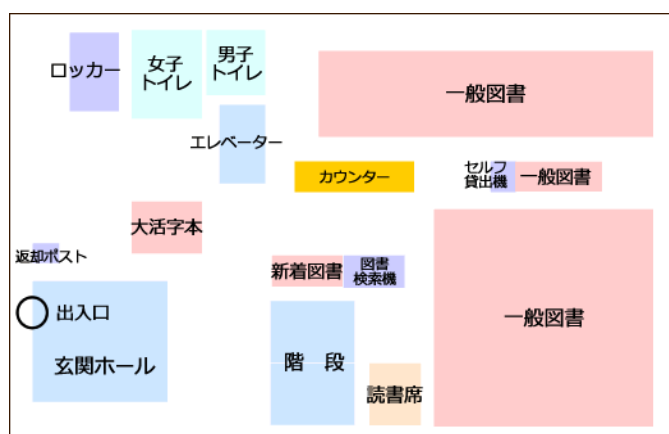 ロッカー
女子
トイレ
男子
トイレ
一般図書
エレベーター
カウンター
セルフ
貸出機
一般図書
大活字本
返却ポスト
新着図書
図書
検索機
出入口
玄関ホール
階　段
読書席
一般図書